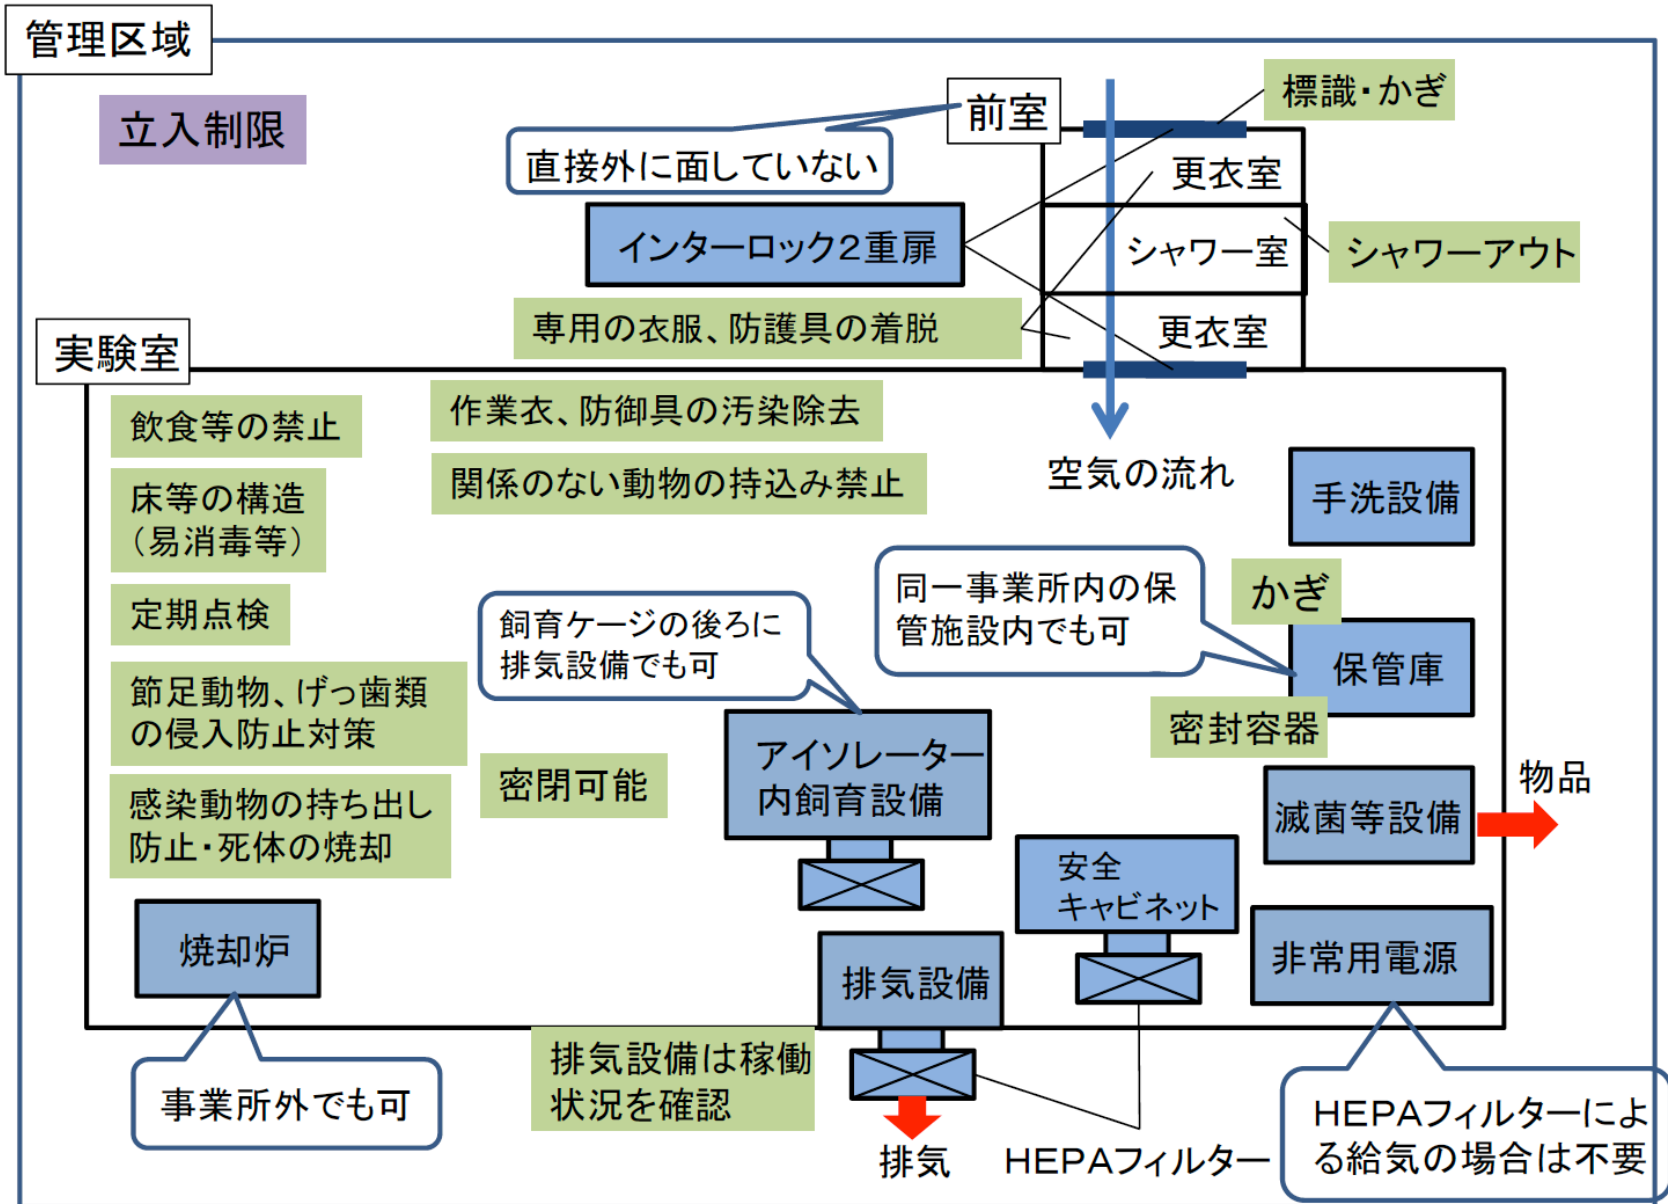 管理区域
立入制限
前室
標識・かぎ
直接外に面していない
更衣室
インターロック2重扉
シャワー室
シャワーアウト
専用の衣服、防護具の着脱
更衣室
実験室
飲食等の禁止
作業衣、防御具の汚染除去
関係のない動物の持込み禁止
空気の流れ
手洗設備
床等の構造
（易消毒等）
定期点検
飼育ケージの後ろに
排気設備でも可
同一事業所内の保
管施設内でも可
かぎ
保管庫
密封容器
節足動物、げっ歯類
の侵入防止対策
密閉可能
アイソレーター
内飼育設備
感染動物の持ち出し
防止・死体の焼却
滅菌等設備
物品
安全
キャビネット
焼却炉
排気設備
非常用電源
事業所外でも可
排気設備は稼働
状況を確認
排気
HEPAフィルター
HEPAフィルターによ
る給気の場合は不要